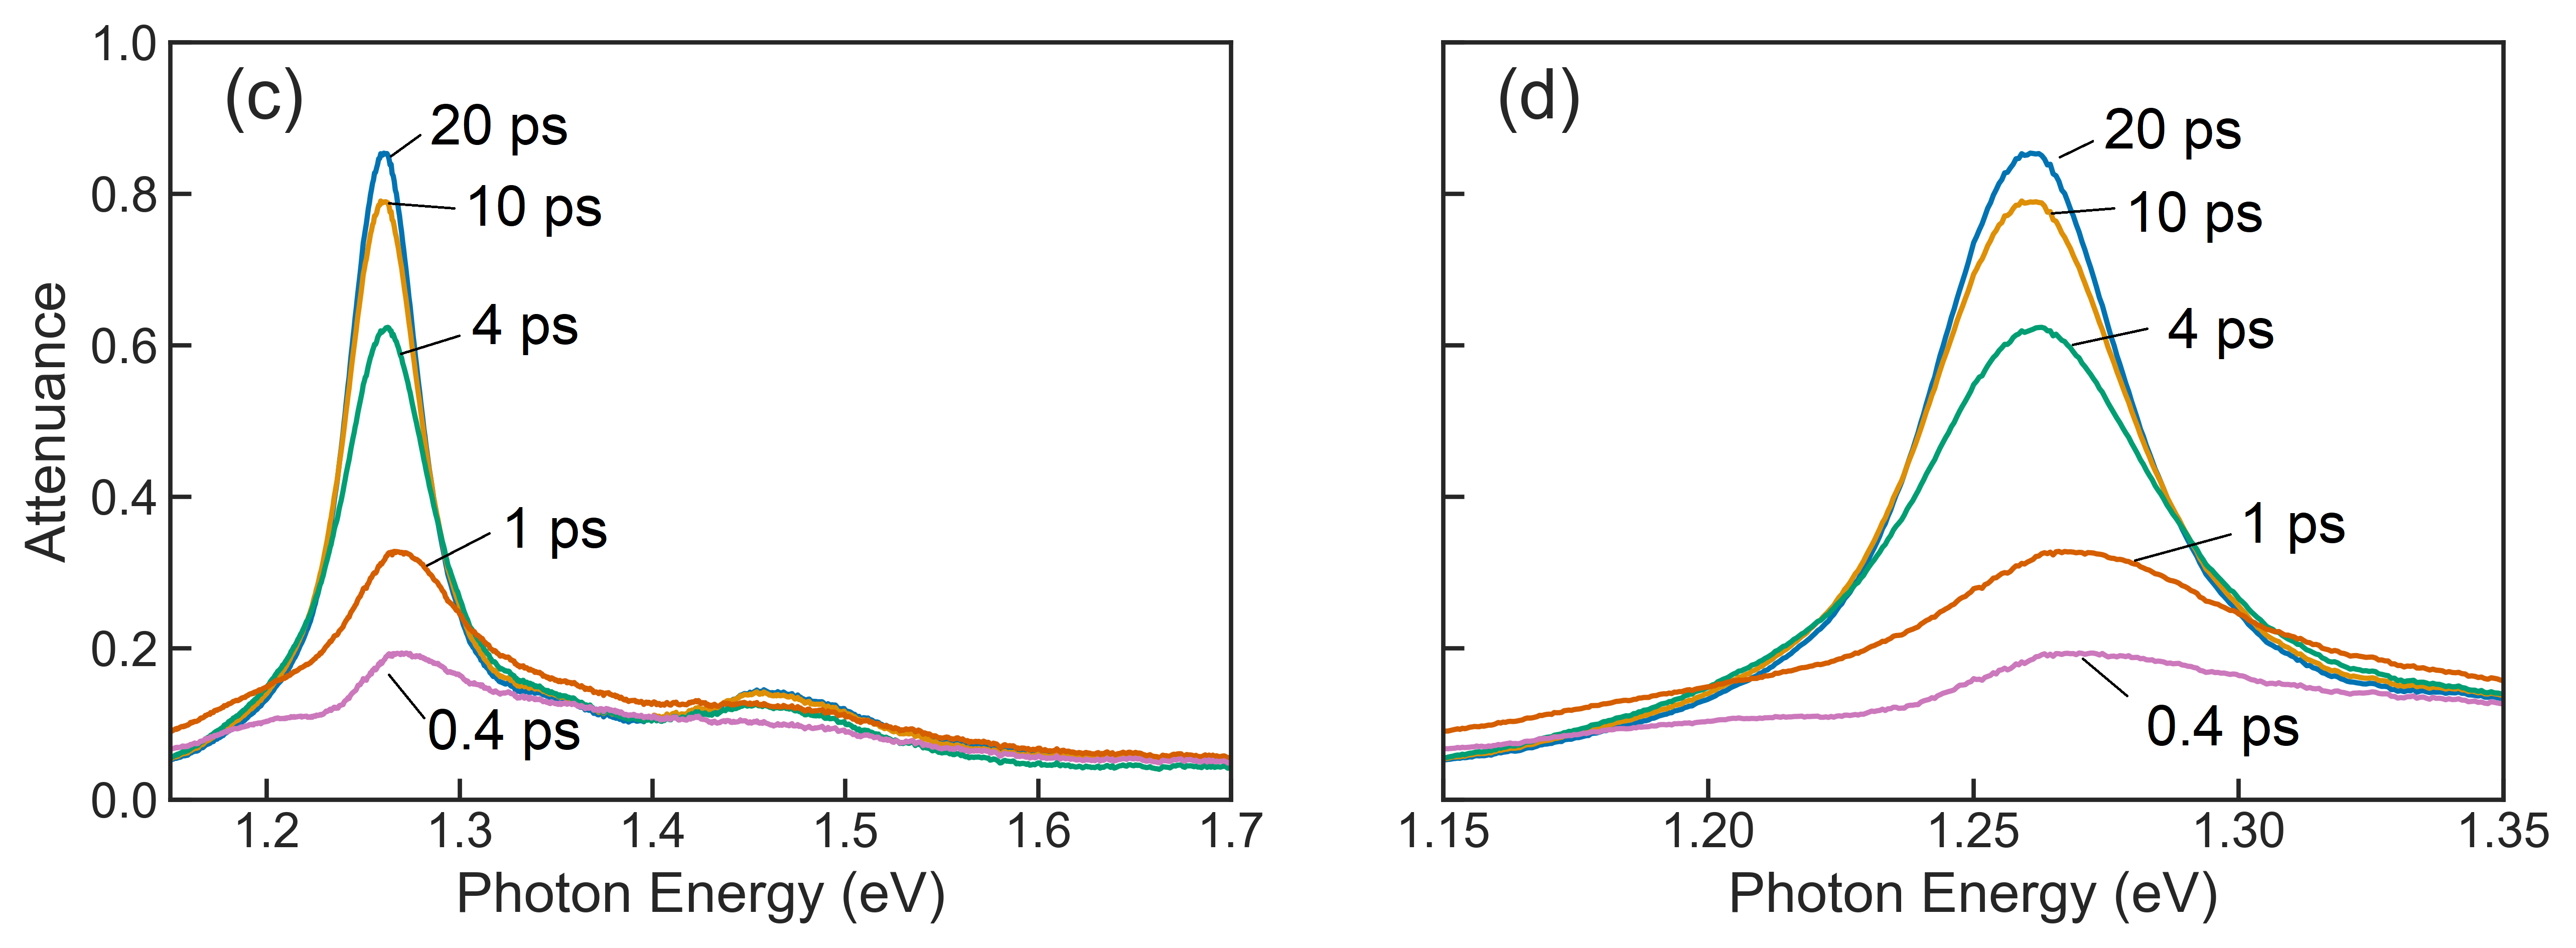 (c)
20 ps
10 ps
4 ps
1 ps
0.4 ps
1.0
0.8
0.6
0.4
0.2
0.0
Attenuance
1.2 1.3 1.4 1.5 1.6 1.7
Photon Energy (eV)
(d)
20 ps
10 ps
4 ps
1 ps
0.4 ps
1.15 1.20 1.25 1.30 1.35
Photon Energy (eV)